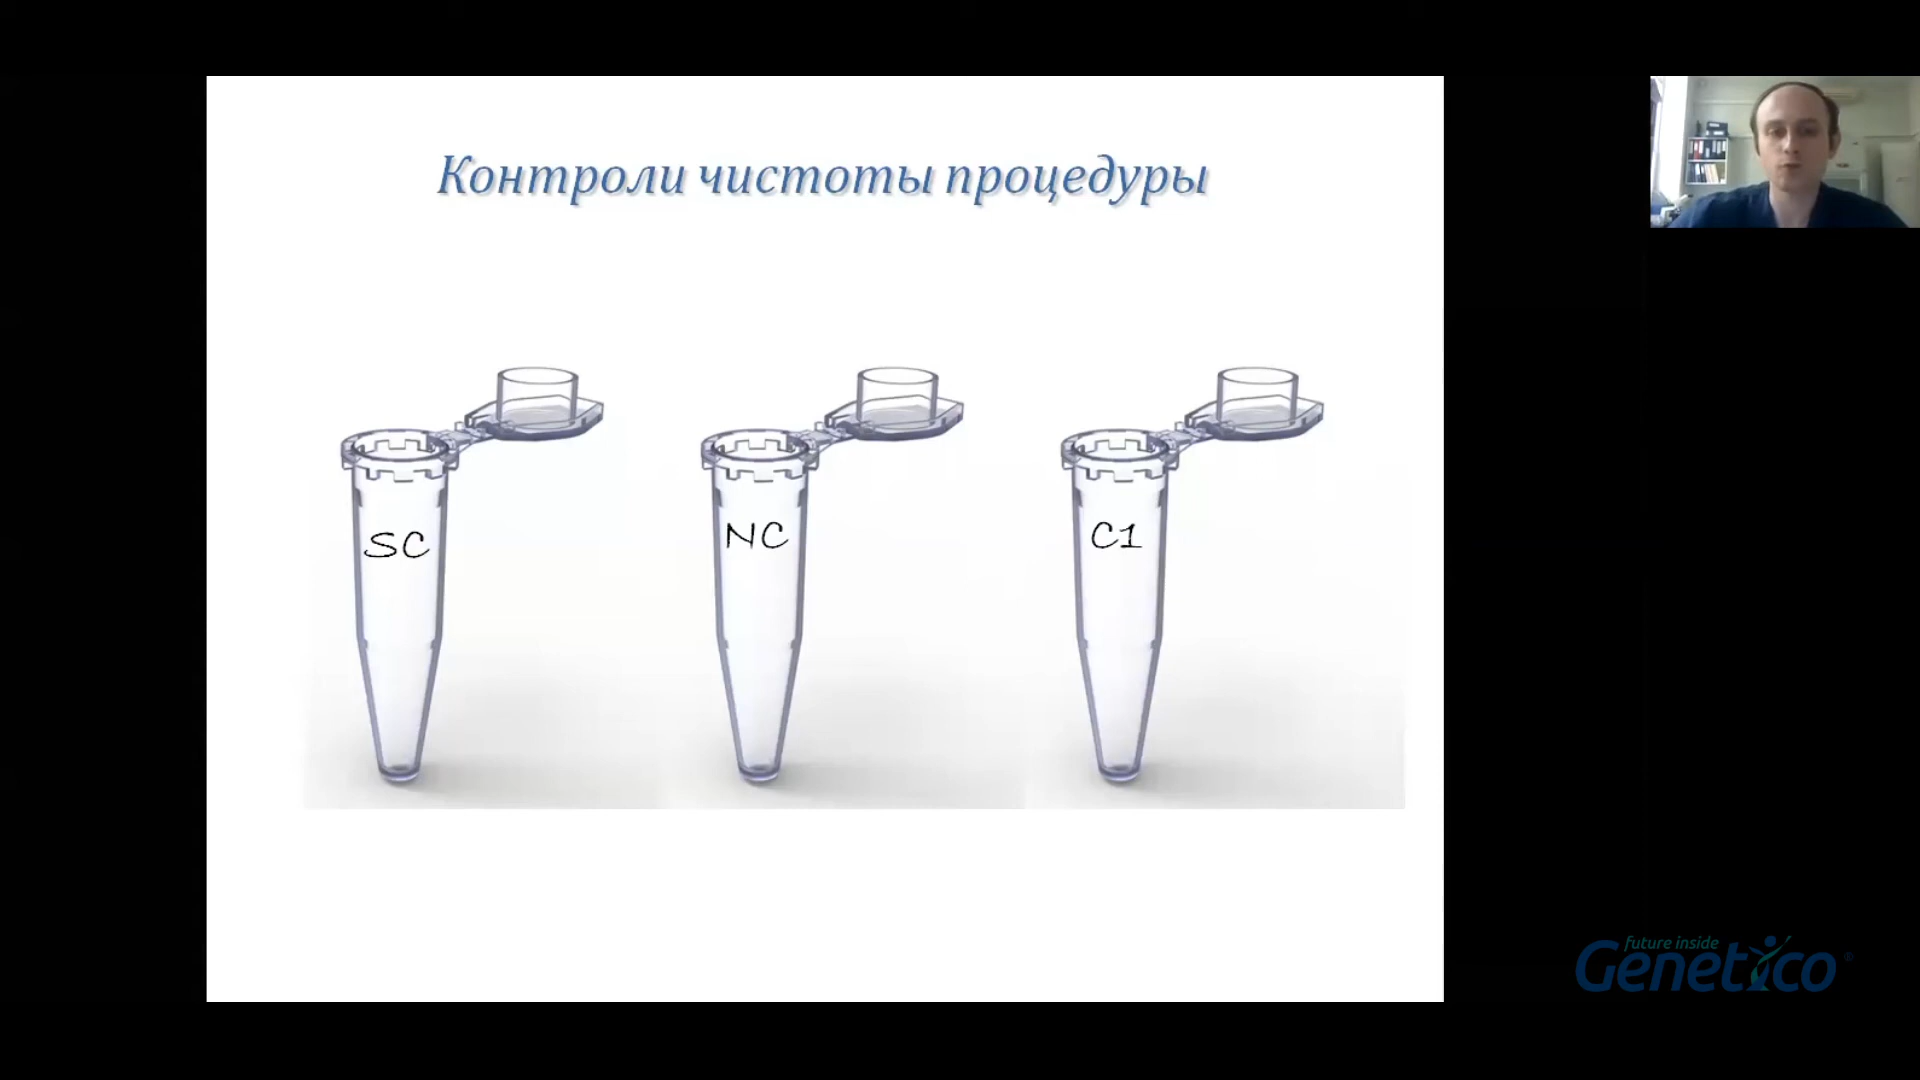 Контроли чистоты процедуры
SC
NC
C1
future inside
Genetico®